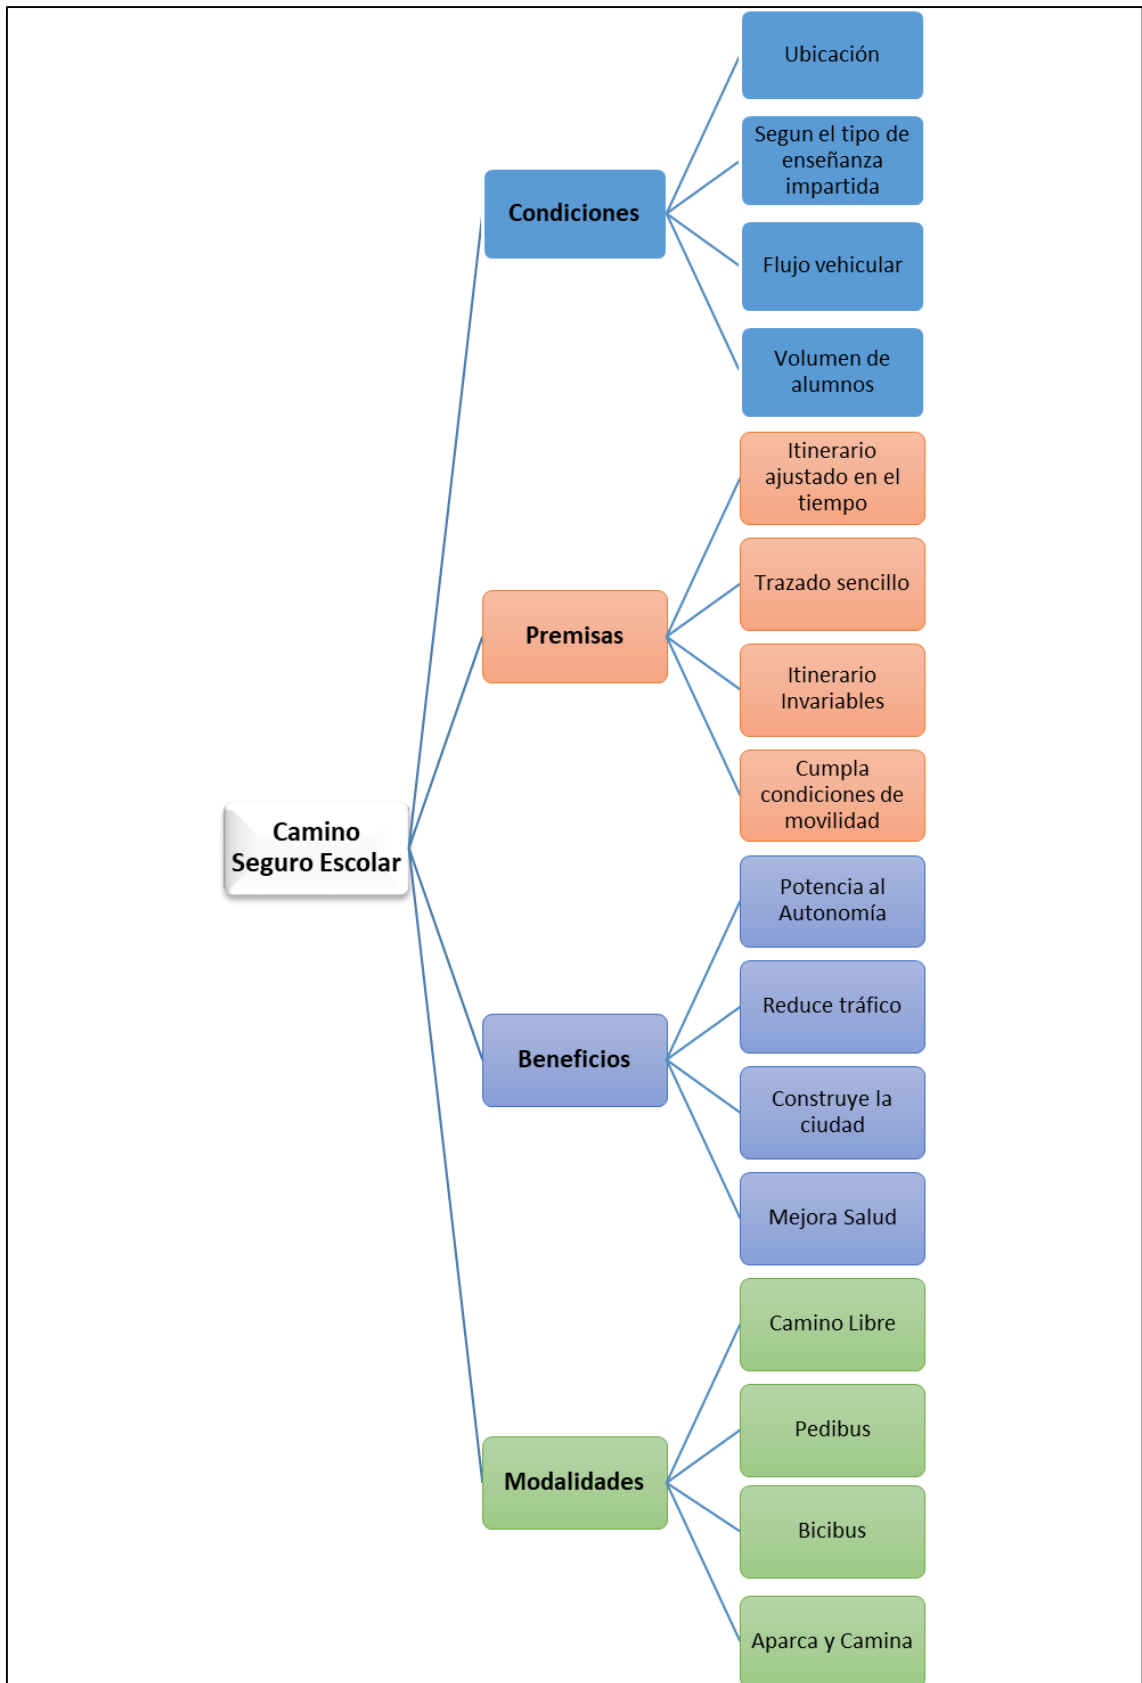 Ubicación
Segun el tipo de
enseñanza
impartida
Condiciones
Flujo vehicular
Volumen de
alumnos
Itinerario
ajustado en el
tiempo
Trazado sencillo
Premisas
Itinerario
Invariables
Cumpla
condiciones de
movilidad
Camino
Seguro Escolar
Potencia al
Autonomía
Reduce tráfico
Beneficios
Construye la
ciudad
Mejora Salud
Camino Libre
Pedibus
Modalidades
Bicibus
Aparca y Camina